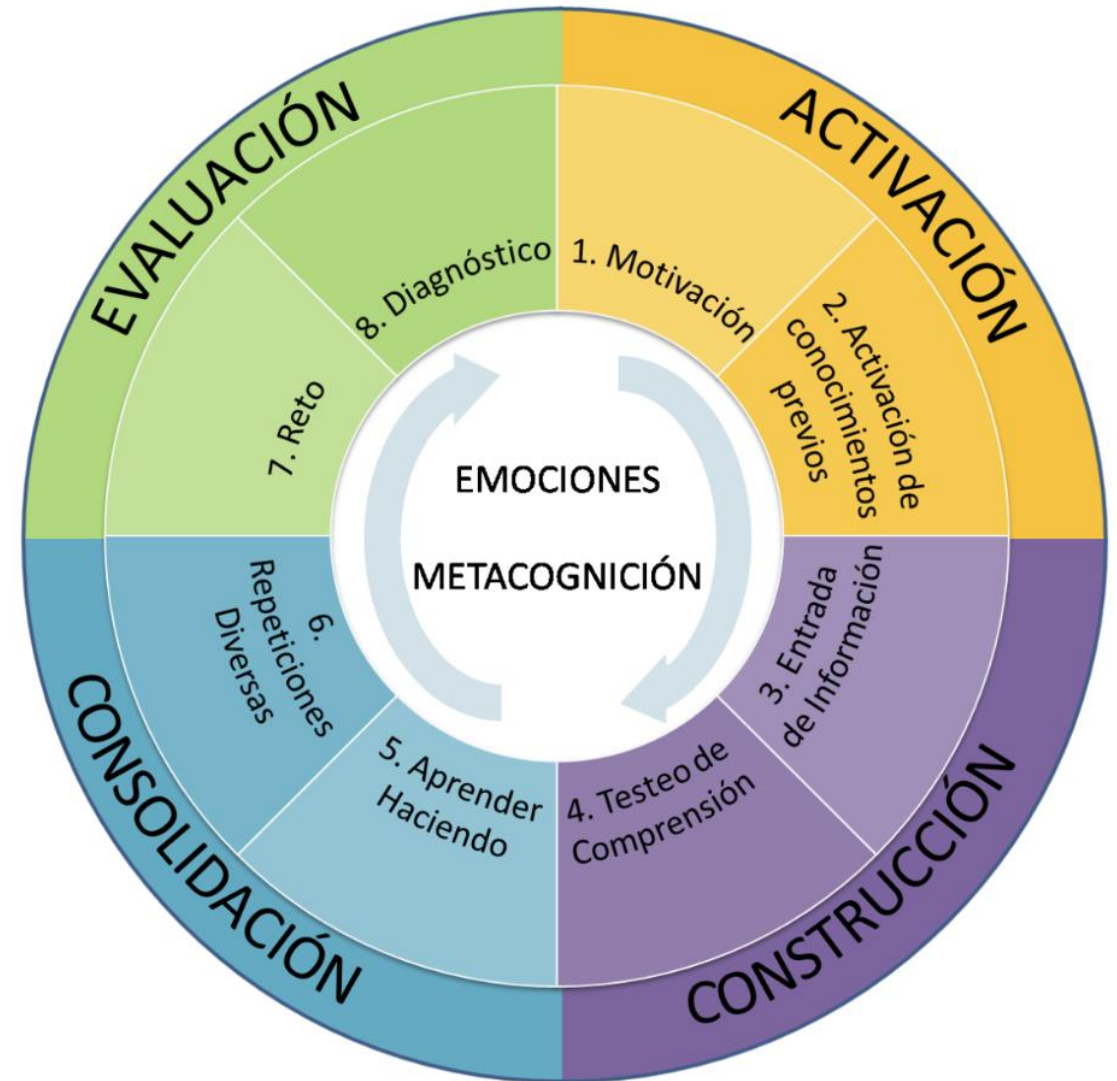 ACTIVACIÓN
1. Motivación
2. Activación de
conocimientos
previos
CONSTRUCCIÓN
3. Entrada
de Información
4. Testeo de
Comprensión
CONSOLIDACIÓN
5. Aprender
Haciendo
6.
Repeticiones
Diversas
EVALUACIÓN
7. Reto
8. Diagnóstico
EMOCIONES
METACOGNICIÓN